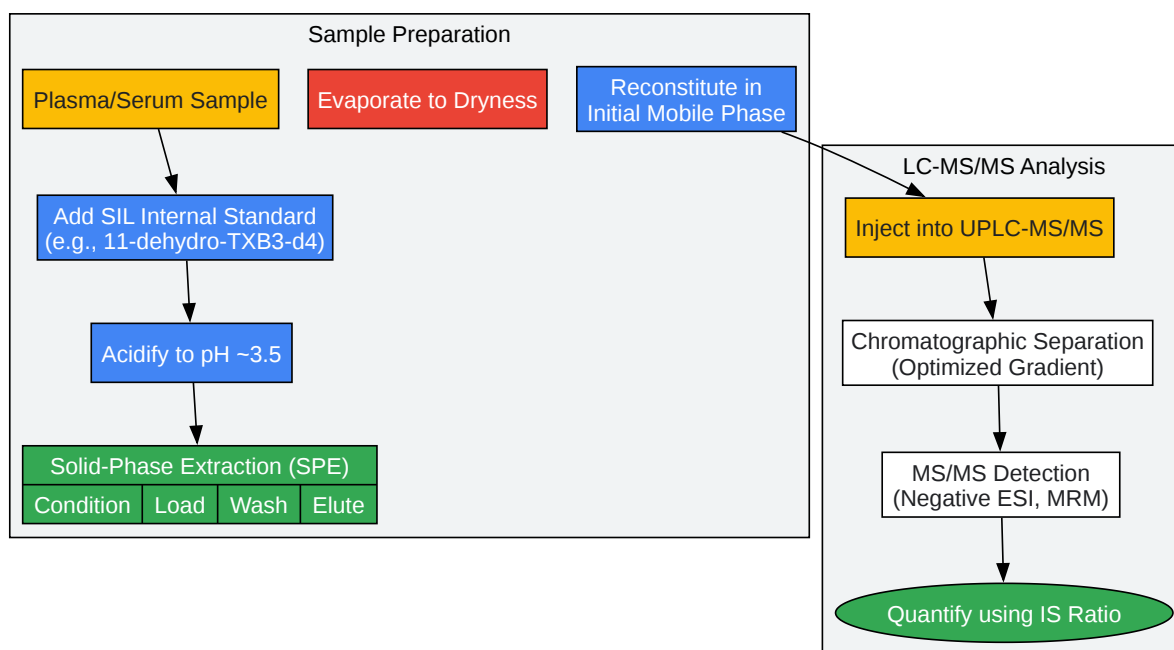 Sample Preparation
Plasma/Serum Sample
Evaporate to Dryness
Reconstitute in
Initial Mobile Phase
Add SIL Internal Standard
(e.g., 11-dehydro-TXB3-d4)
Acidify to pH ~3.5
Solid-Phase Extraction (SPE)
Condition
Load
Wash
Elute
LC-MS/MS Analysis
Inject into UPLC-MS/MS
Chromatographic Separation
(Optimized Gradient)
MS/MS Detection
(Negative ESI, MRM)
Quantify using IS Ratio